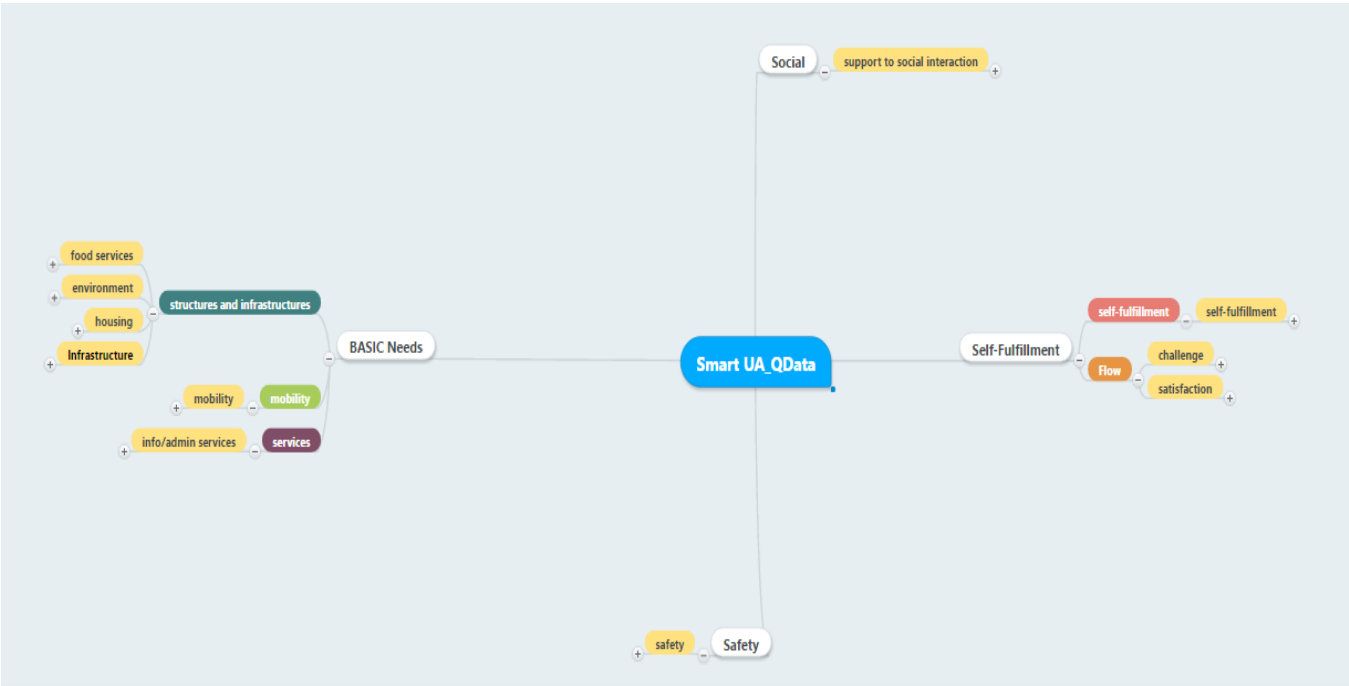 Social
support to social interaction
food services
environment
housing
Infrastructure
structures and infrastructures
BASIC Needs
mobility
mobility
info/admin services
services
Smart UA_QData
Self-Fulfillment
self-fulfillment
self-fulfillment
Flow
challenge
satisfaction
safety
Safety